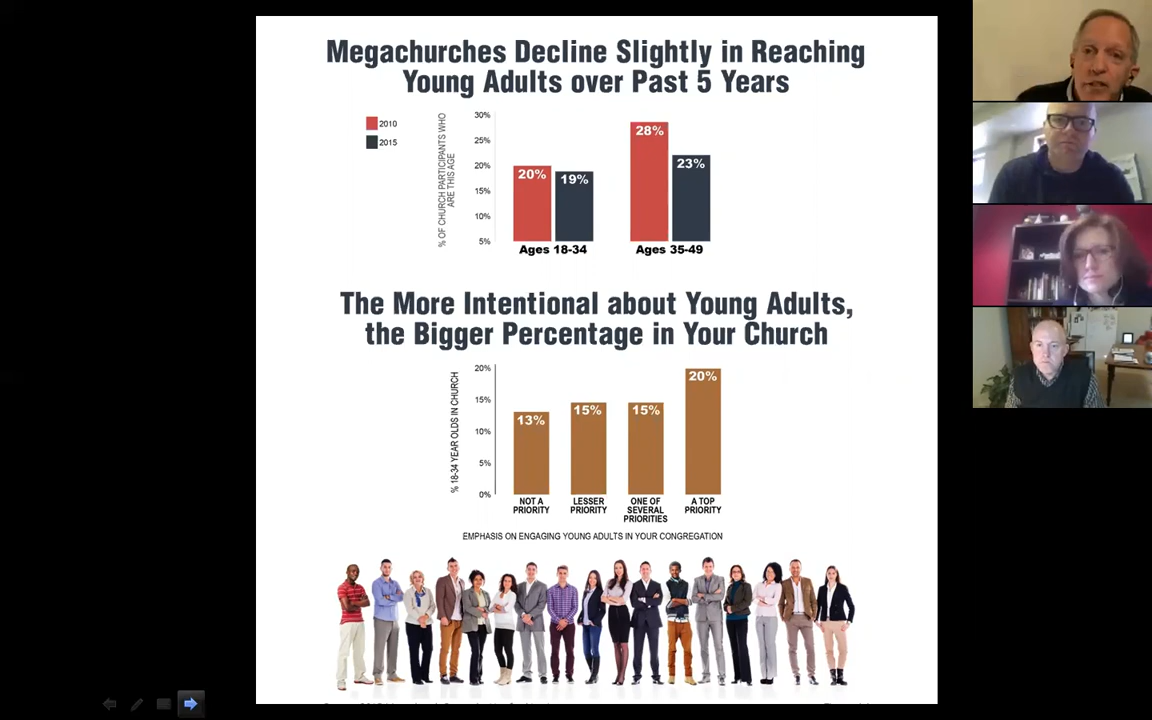 Megachurches Decline Slightly in Reaching
Young Adults over Past 5 Years
2010
2015
% OF CHURCH PARTICIPANTS WHO
ARE THIS AGE
30%
25%
20%
15%
10%
5%
20%
19%
28%
23%
Ages 18-34
Ages 35-49
The More Intentional about Young Adults,
the Bigger Percentage in Your Church
% 18-34 YEAR OLDS IN CHURCH
20%
15%
10%
5%
0%
13%
15%
15%
20%
NOT A
PRIORITY
LESSER
PRIORITY
ONE OF
SEVERAL
PRIORITIES
A TOP
PRIORITY
EMPHASIS ON ENGAGING YOUNG ADULTS IN YOUR CONGREGATION